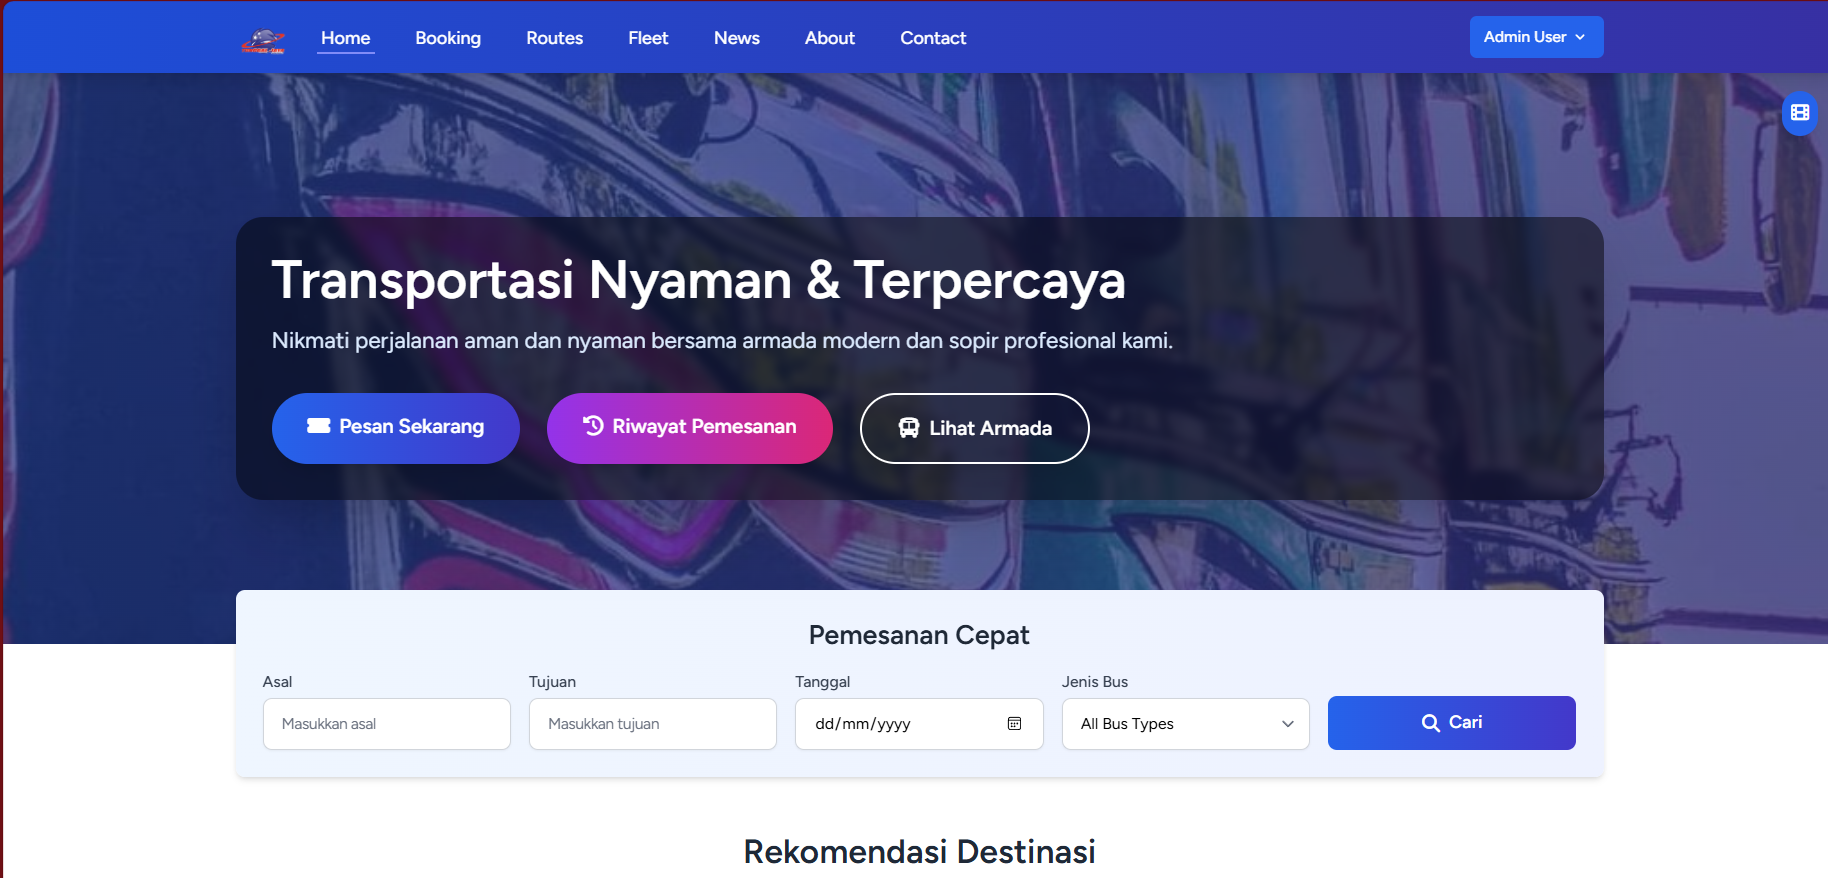 Home
Booking
Routes
Fleet
News
About
Contact
Admin User
Transportasi Nyaman & Terpercaya
Nikmati perjalanan aman dan nyaman bersama armada modern dan sopir profesional kami.
Pesan Sekarang
Riwayat Pemesanan
Lihat Armada
Pemesanan Cepat
Asal
Tujuan
Tanggal
Jenis Bus
Masukkan asal
Masukkan tujuan
dd/mm/yyyy
All Bus Types
Cari
Rekomendasi Destinasi